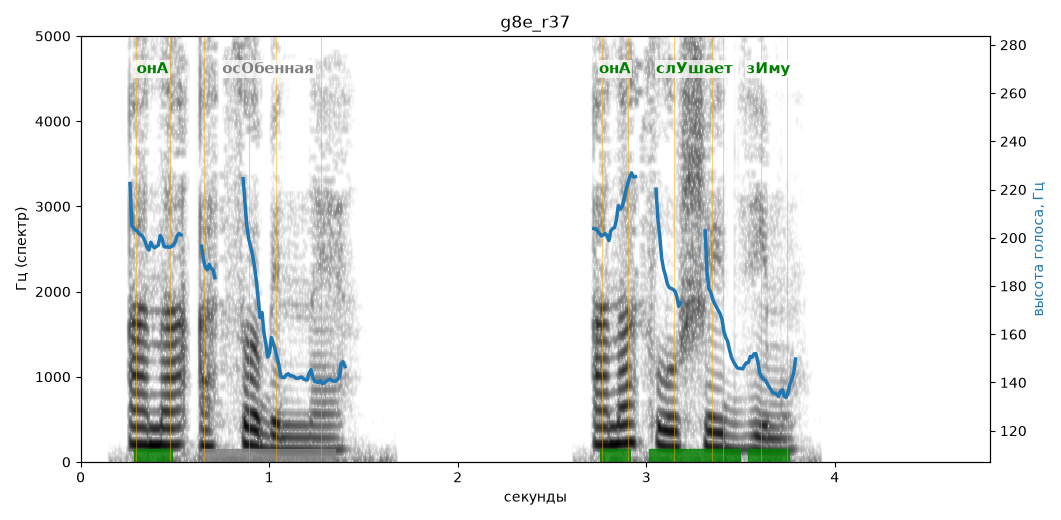 g8e_r37
онА
осОбенная
онА
слУшает
зИму
5000
4000
3000
2000
1000
0
280
260
240
220
200
180
160
140
120
Гц (спектр)
высота голоса, Гц
0
1
2
3
4
секунды